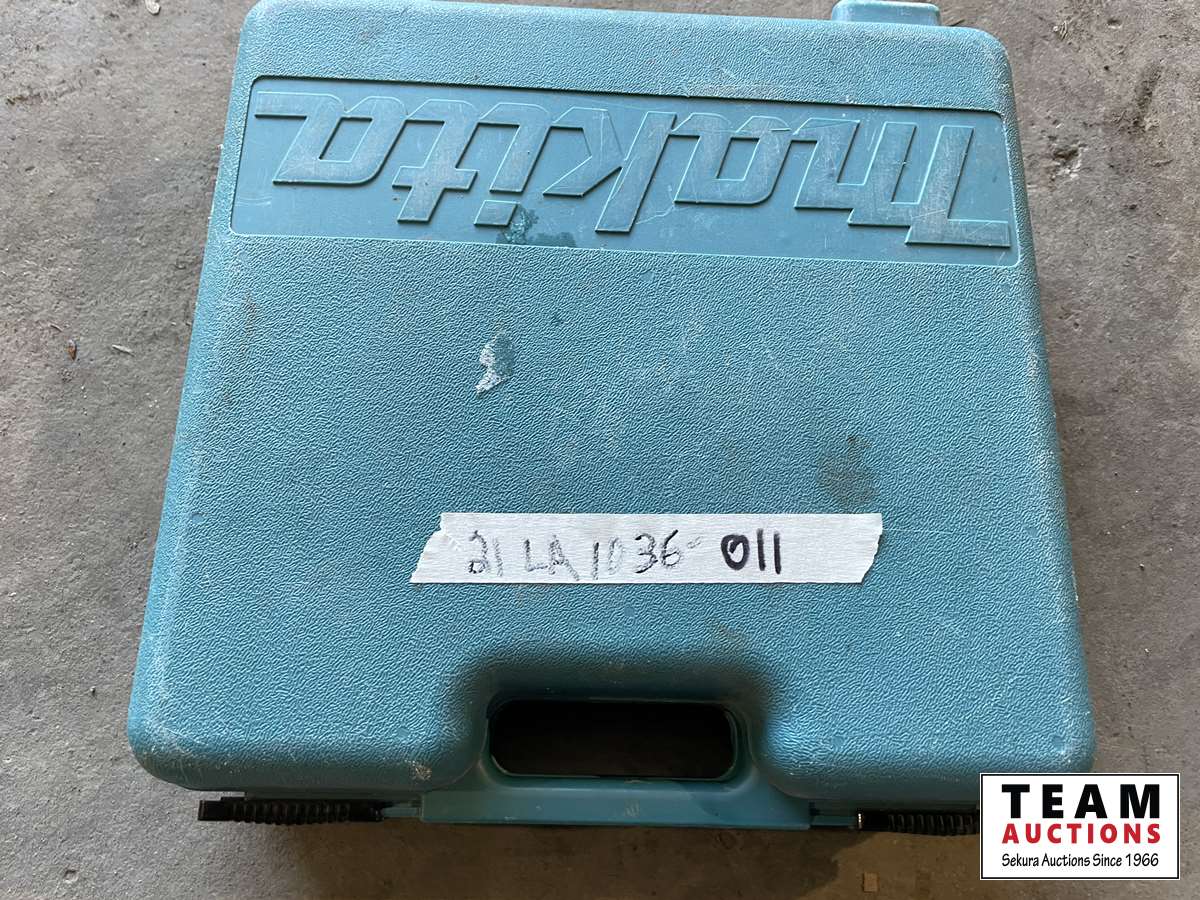 Makita
21 LA 1036- 011
TEAM
AUCTIONS
Sekura Auctions Since 1966